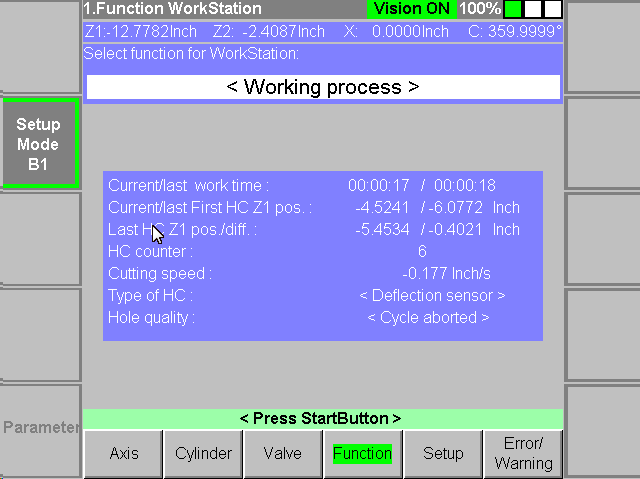 1.Function WorkStation Vision ON 100%
Z1:-12.7782Inch Z2: -2.4087Inch X: 0.0000Inch C: 359.9999°
Select function for WorkStation:
< Working process >
Setup
Mode
B1
Current/last work time : 00:00:17 / 00:00:18
Current/last First HC Z1 pos. : -4.5241 / -6.0772 Inch
Last HC Z1 pos./diff. : -5.4534 / -0.4021 Inch
HC counter : 6
Cutting speed : -0.177 Inch/s
Type of HC : < Deflection sensor >
Hole quality : < Cycle aborted >
Parameter
< Press StartButton >
Axis Cylinder Valve Function Setup Error/
Warning